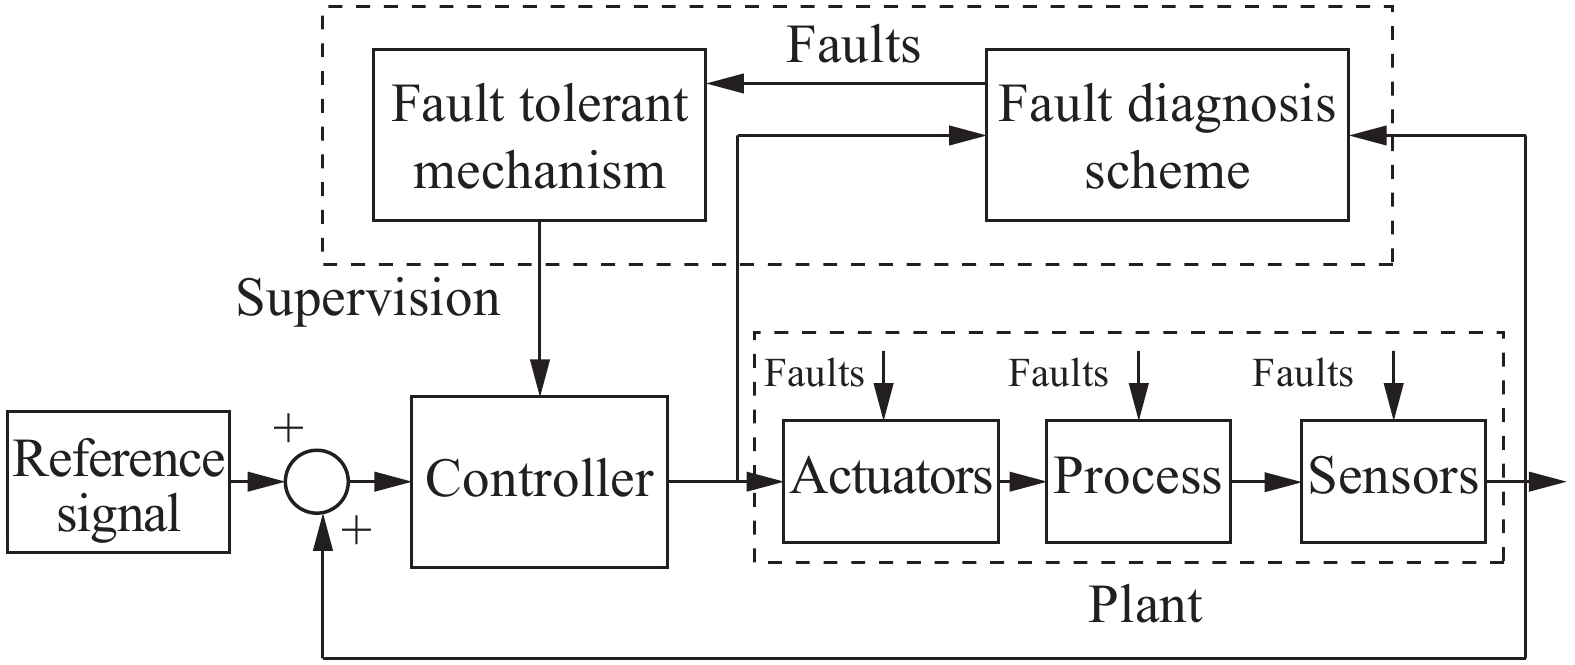 Faults
Fault tolerant
mechanism
Fault diagnosis
scheme
Supervision
Faults
Faults
Faults
+
Reference
signal
Controller
Actuators
Process
Sensors
+
Plant